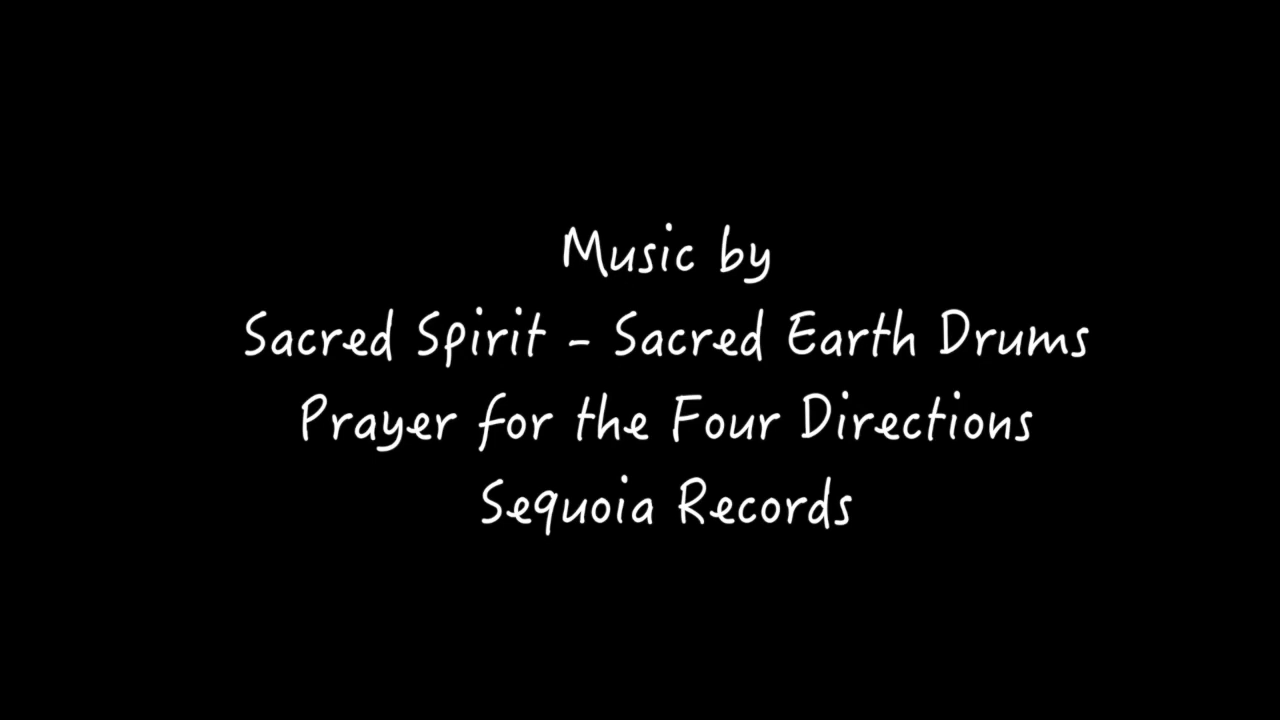 Music by
Sacred Spirit - Sacred Earth Drums
Prayer for the Four Directions
Sequoia Records